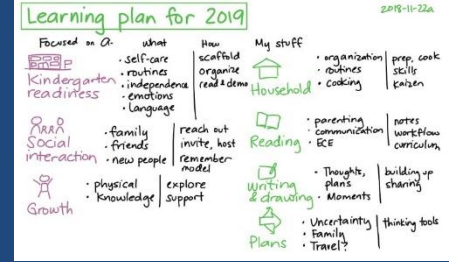 Learning plan for 2019
2018-11-22a
Focused on A-
what
How
Kindergarten readiness
· self-care
· routines
· independence
· emotions
· Language
scaffold
organize
read & demo
Social interaction
· family
· friends
· new people
reach out
invite, host
remember
model
Growth
· physical
· Knowledge
explore
support
My stuff
Household
· organization
· routines
· cooking
prep, cook
skills
kaizen
Reading
· parenting
· communication
· ECE
notes
workflow
curriculum
writing & drawing
· Thoughts, plans
· Moments
building up
sharing
Plans
· Uncertainty
· Family
· Travel?
thinking tools